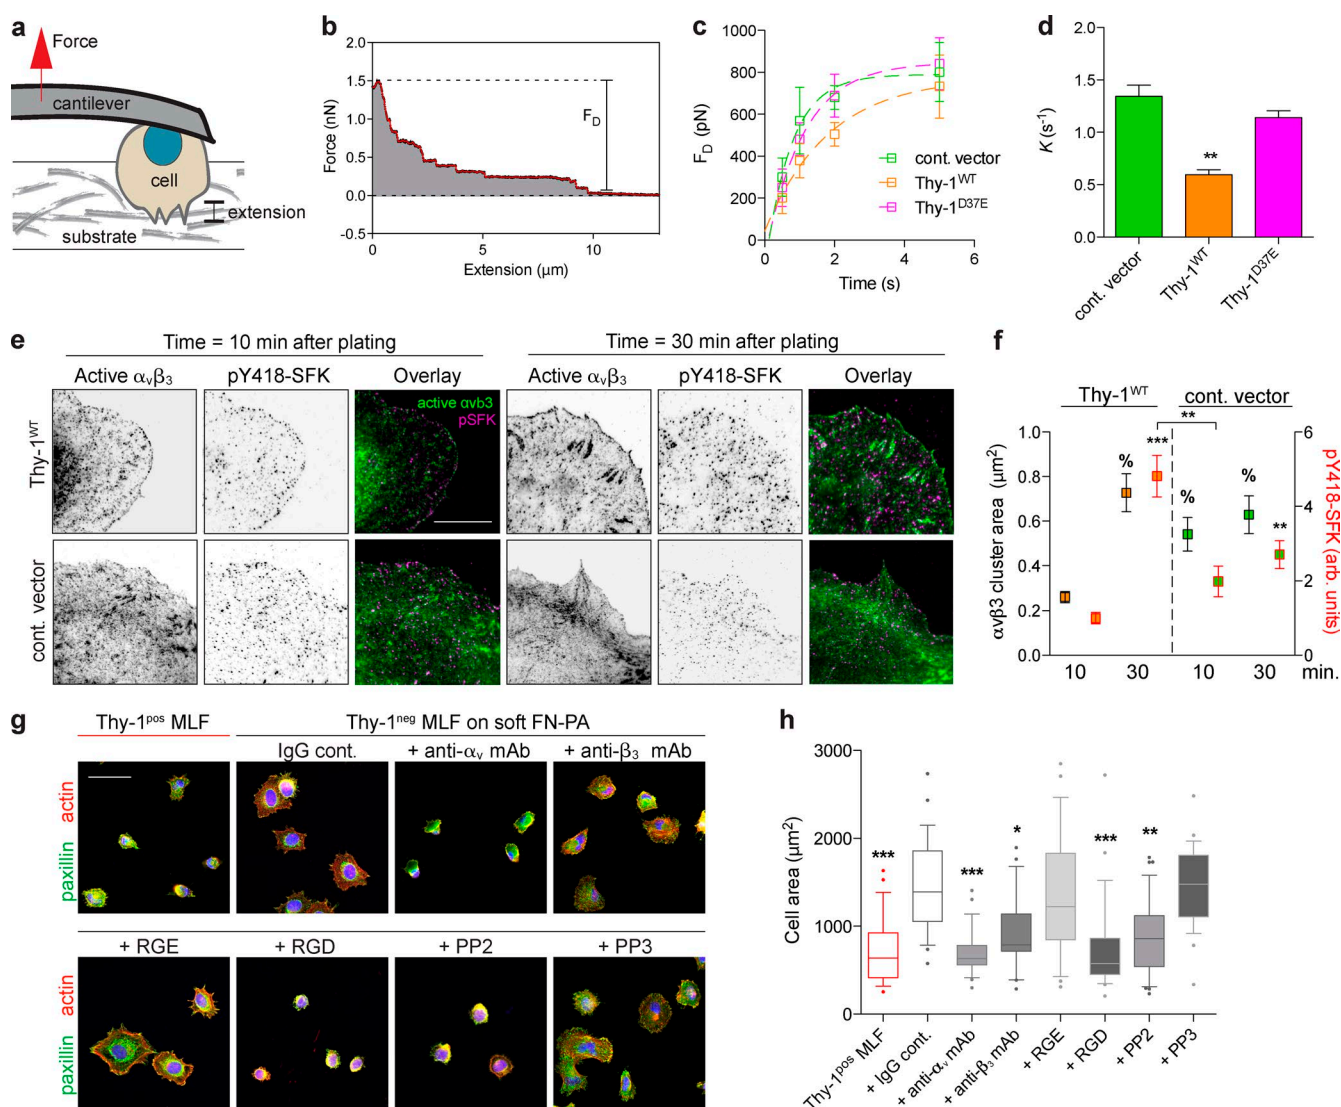 a
Force
cantilever
cell
extension
substrate
b
2.0
1.5
1.0
0.5
0.0
-0.5
Force (nN)
F_D
0
5
10
Extension (µm)
c
1000
800
600
400
200
0
F_D (pN)
cont. vector
Thy-1^WT
Thy-1^D37E
0
2
4
6
Time (s)
d
2.0
1.5
1.0
0.5
0.0
K (s⁻¹)
**
cont. vector
Thy-1^WT
Thy-1^D37E
e
Time = 10 min after plating
Time = 30 min after plating
Active α_vβ_3
pY418-SFK
Overlay
Active α_vβ_3
pY418-SFK
Overlay
Thy-1^WT
active αvb3
pSFK
cont. vector
f
Thy-1^WT
cont. vector
**
1.0
0.8
0.6
0.4
0.2
0.0
αvβ3 cluster area (µm²)
%
***
%
%
**
6
4
2
0
pY418-SFK (arb. units)
10
30
10
30
min.
g
Thy-1^pos MLF
Thy-1^neg MLF on soft FN-PA
IgG cont.
+ anti-α_v mAb
+ anti-β_3 mAb
paxillin actin
+ RGE
+ RGD
+ PP2
+ PP3
paxillin actin
h
3000
2000
1000
0
Cell area (µm²)
***
***
*
***
**
Thy-1^pos MLF
+ IgG cont.
+ anti-α_v mAb
+ anti-β_3 mAb
+ RGE
+ RGD
+ PP2
+ PP3